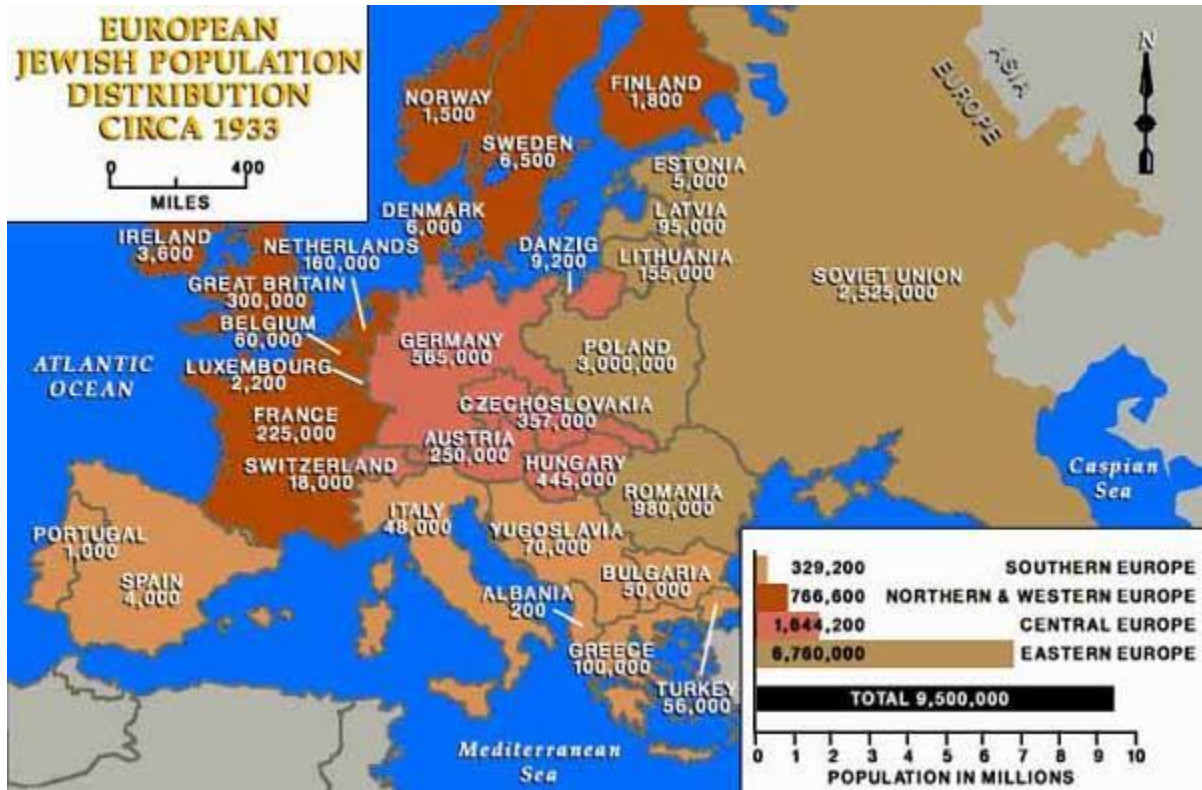 EUROPEAN
JEWISH POPULATION
DISTRIBUTION
CIRCA 1933
0 400
MILES
N
ASIA
EUROPE
FINLAND
1,800
NORWAY
1,500
SWEDEN
6,500
ESTONIA
5,000
LATVIA
95,000
LITHUANIA
155,000
DENMARK
6,000
DANZIG
9,200
IRELAND
3,600
NETHERLANDS
160,000
GREAT BRITAIN
300,000
BELGIUM
60,000
LUXEMBOURG
2,200
SOVIET UNION
2,525,000
GERMANY
565,000
POLAND
3,000,000
ATLANTIC
OCEAN
FRANCE
225,000
CZECHOSLOVAKIA
357,000
AUSTRIA
250,000
SWITZERLAND
18,000
HUNGARY
445,000
ROMANIA
980,000
Caspian
Sea
ITALY
48,000
YUGOSLAVIA
70,000
PORTUGAL
1,000
SPAIN
4,000
BULGARIA
50,000
ALBANIA
200
GREECE
100,000
TURKEY
56,000
Mediterranean
Sea
329,200 SOUTHERN EUROPE
766,600 NORTHERN & WESTERN EUROPE
1,644,200 CENTRAL EUROPE
6,760,000 EASTERN EUROPE
TOTAL 9,500,000
0 1 2 3 4 5 6 7 8 9 10
POPULATION IN MILLIONS